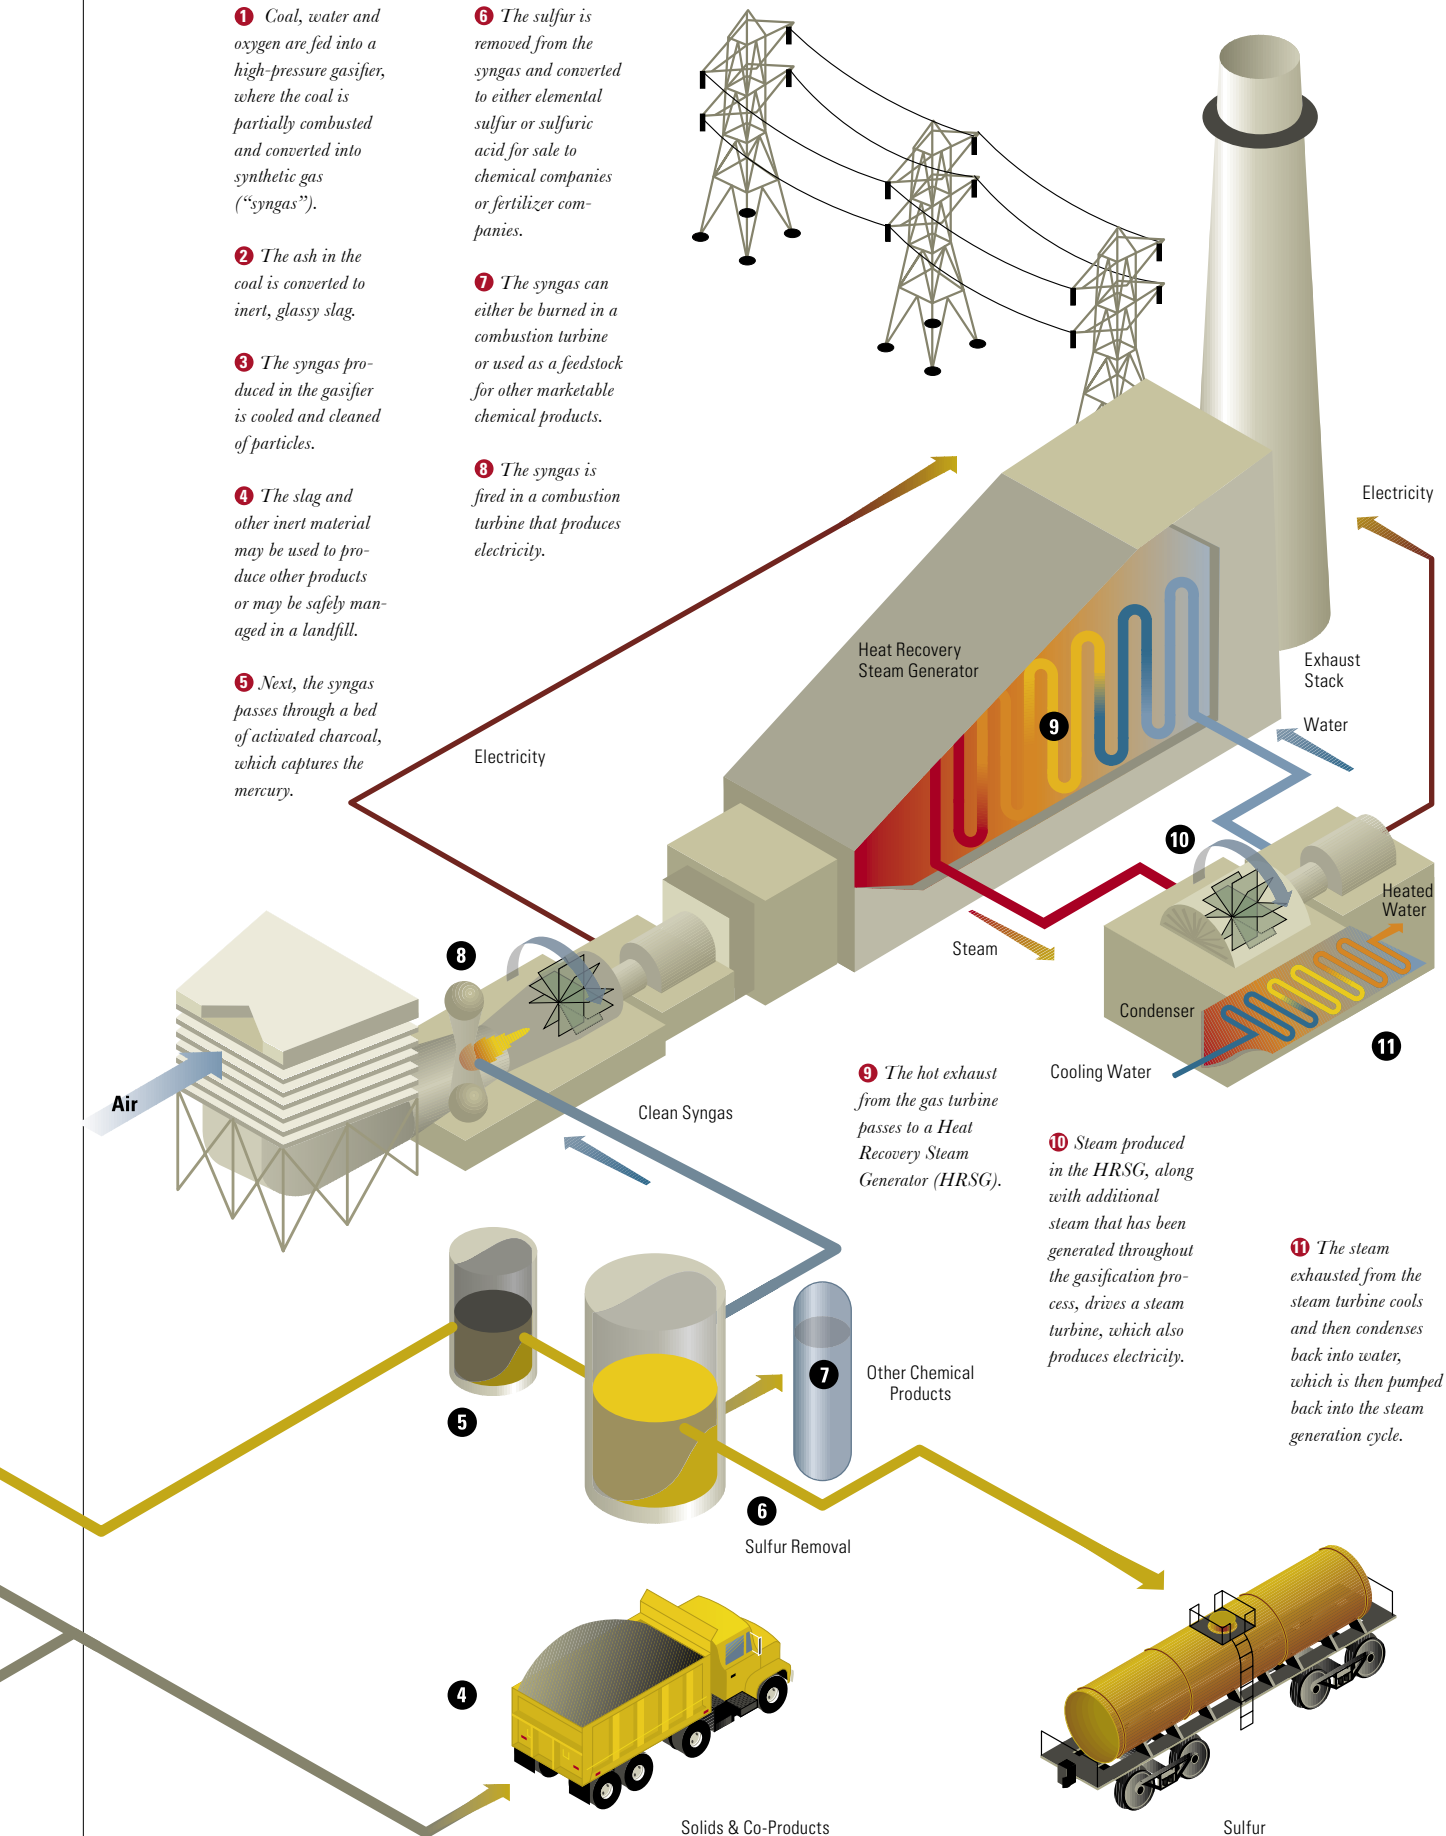 1 Coal, water and
oxygen are fed into a
high-pressure gasifier,
where the coal is
partially combusted
and converted into
synthetic gas
(“syngas”).
2 The ash in the
coal is converted to
inert, glassy slag.
3 The syngas pro-
duced in the gasifier
is cooled and cleaned
of particles.
4 The slag and
other inert material
may be used to pro-
duce other products
or may be safely man-
aged in a landfill.
5 Next, the syngas
passes through a bed
of activated charcoal,
which captures the
mercury.
6 The sulfur is
removed from the
syngas and converted
to either elemental
sulfur or sulfuric
acid for sale to
chemical companies
or fertilizer com-
panies.
7 The syngas can
either be burned in a
combustion turbine
or used as a feedstock
for other marketable
chemical products.
8 The syngas is
fired in a combustion
turbine that produces
electricity.
Electricity
Heat Recovery
Steam Generator
9
Exhaust
Stack
Water
Electricity
10
Heated
Water
Steam
8
Condenser
11
Cooling Water
Air
Clean Syngas
9 The hot exhaust
from the gas turbine
passes to a Heat
Recovery Steam
Generator (HRSG).
10 Steam produced
in the HRSG, along
with additional
steam that has been
generated throughout
the gasification pro-
cess, drives a steam
turbine, which also
produces electricity.
11 The steam
exhausted from the
steam turbine cools
and then condenses
back into water,
which is then pumped
back into the steam
generation cycle.
7
Other Chemical
Products
5
6
Sulfur Removal
4
Solids & Co-Products
Sulfur